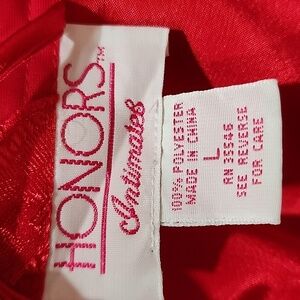 HONORS™
Intimates
100% POLYESTER
MADE IN CHINA
L
RN 35546
SEE REVERSE
FOR CARE